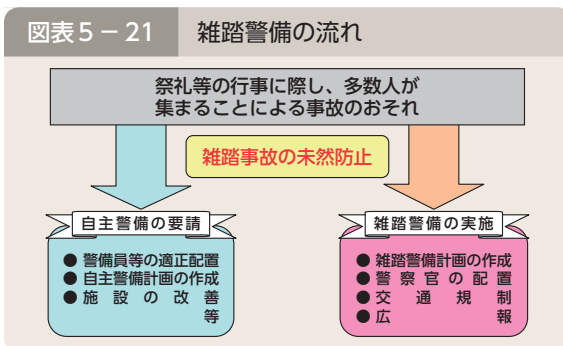 図表5－21 雑踏警備の流れ
祭礼等の行事に際し、多数人が
集まることによる事故のおそれ
雑踏事故の未然防止
自主警備の要請
● 警備員等の適正配置
● 自主警備計画の作成
● 施設の改善
等
雑踏警備の実施
● 雑踏警備計画の作成
● 警察官の配置
● 交通規制
● 広報